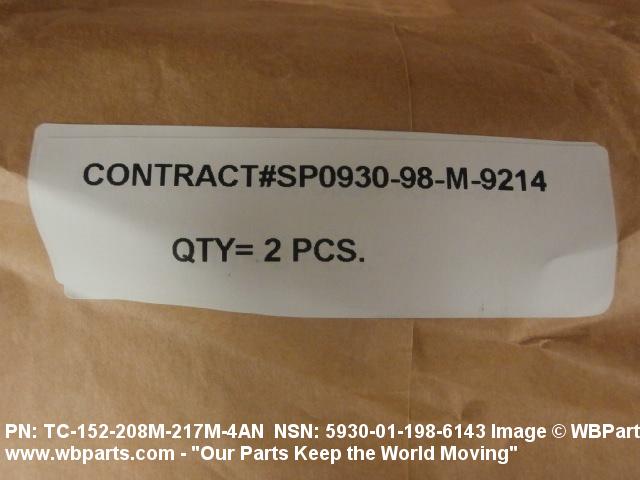 CONTRACT#SP0930-98-M-9214
QTY= 2 PCS.
PN: TC-152-208M-217M-4AN NSN: 5930-01-198-6143 Image © WBPart
www.wbparts.com - "Our Parts Keep the World Moving"